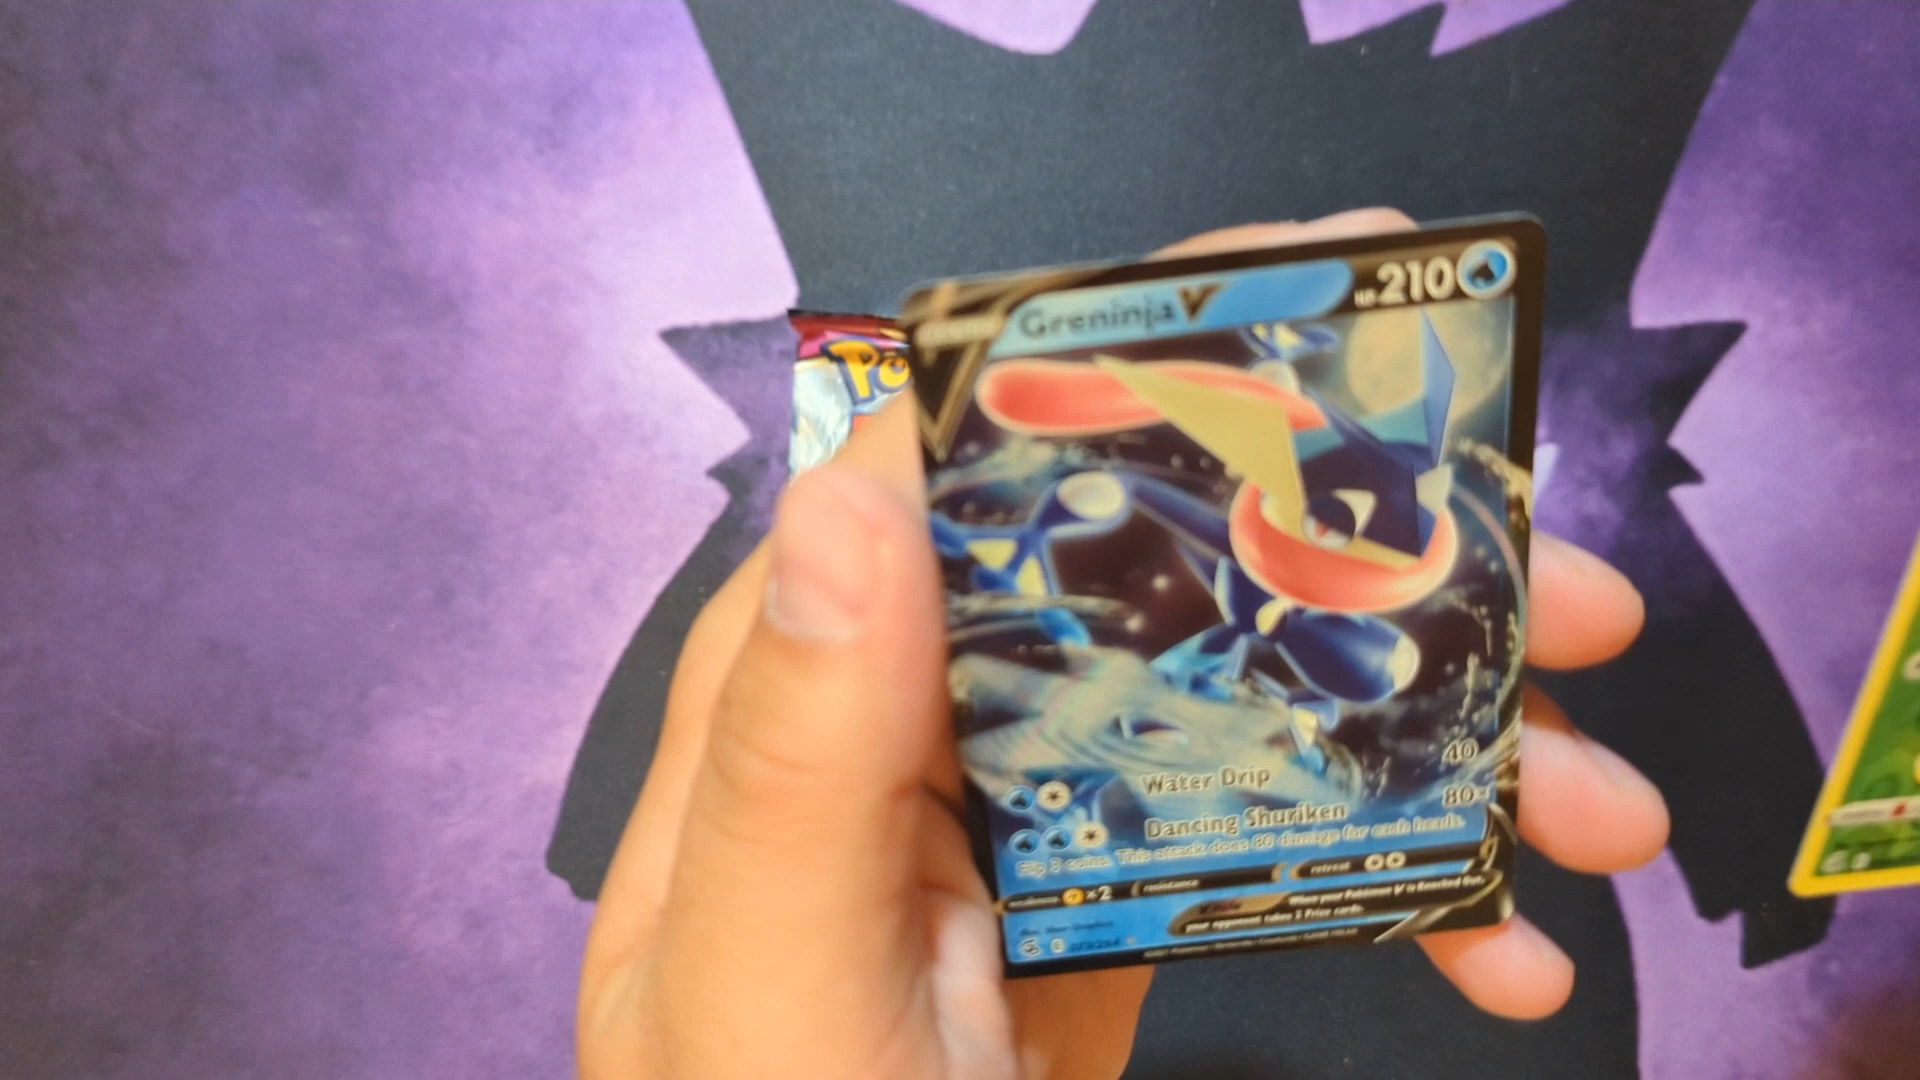 Greninja V
HP 210
Pó
Water Drip 40
Dancing Shuriken 80×
Flip 3 coins. This attack does 80 damage for each heads.
weakness ×2 resistance retreat
When your Pokémon V is Knocked Out,
your opponent takes 2 Prize cards.